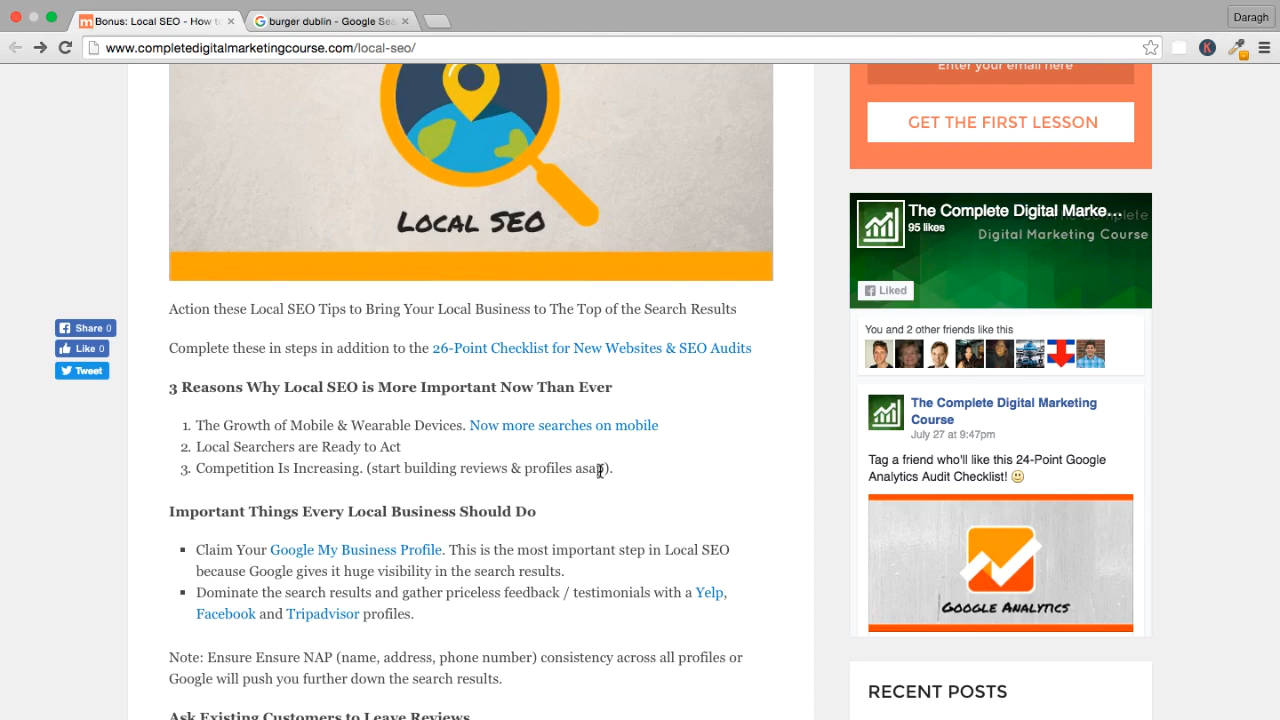 Bonus: Local SEO - How to
burger dublin - Google Sea
Daragh
www.completedigitalmarketingcourse.com/local-seo/
K
LOCAL SEO
Action these Local SEO Tips to Bring Your Local Business to The Top of the Search Results
Complete these in steps in addition to the 26-Point Checklist for New Websites & SEO Audits
3 Reasons Why Local SEO is More Important Now Than Ever
1. The Growth of Mobile & Wearable Devices. Now more searches on mobile
2. Local Searchers are Ready to Act
3. Competition Is Increasing. (start building reviews & profiles asap).
Important Things Every Local Business Should Do
Claim Your Google My Business Profile. This is the most important step in Local SEO
because Google gives it huge visibility in the search results.
Dominate the search results and gather priceless feedback / testimonials with a Yelp,
Facebook and Tripadvisor profiles.
Note: Ensure Ensure NAP (name, address, phone number) consistency across all profiles or
Google will push you further down the search results.
Ask Existing Customers to Leave Reviews
Share 0
Like 0
Tweet
Enter your email here
GET THE FIRST LESSON
The Complete Digital Marke...
95 likes
Complete
Digital Marketing Course
Liked
You and 2 other friends like this
The Complete Digital Marketing
Course
July 27 at 9:47pm
Tag a friend who'll like this 24-Point Google
Analytics Audit Checklist!
GOOGLE ANALYTICS
RECENT POSTS